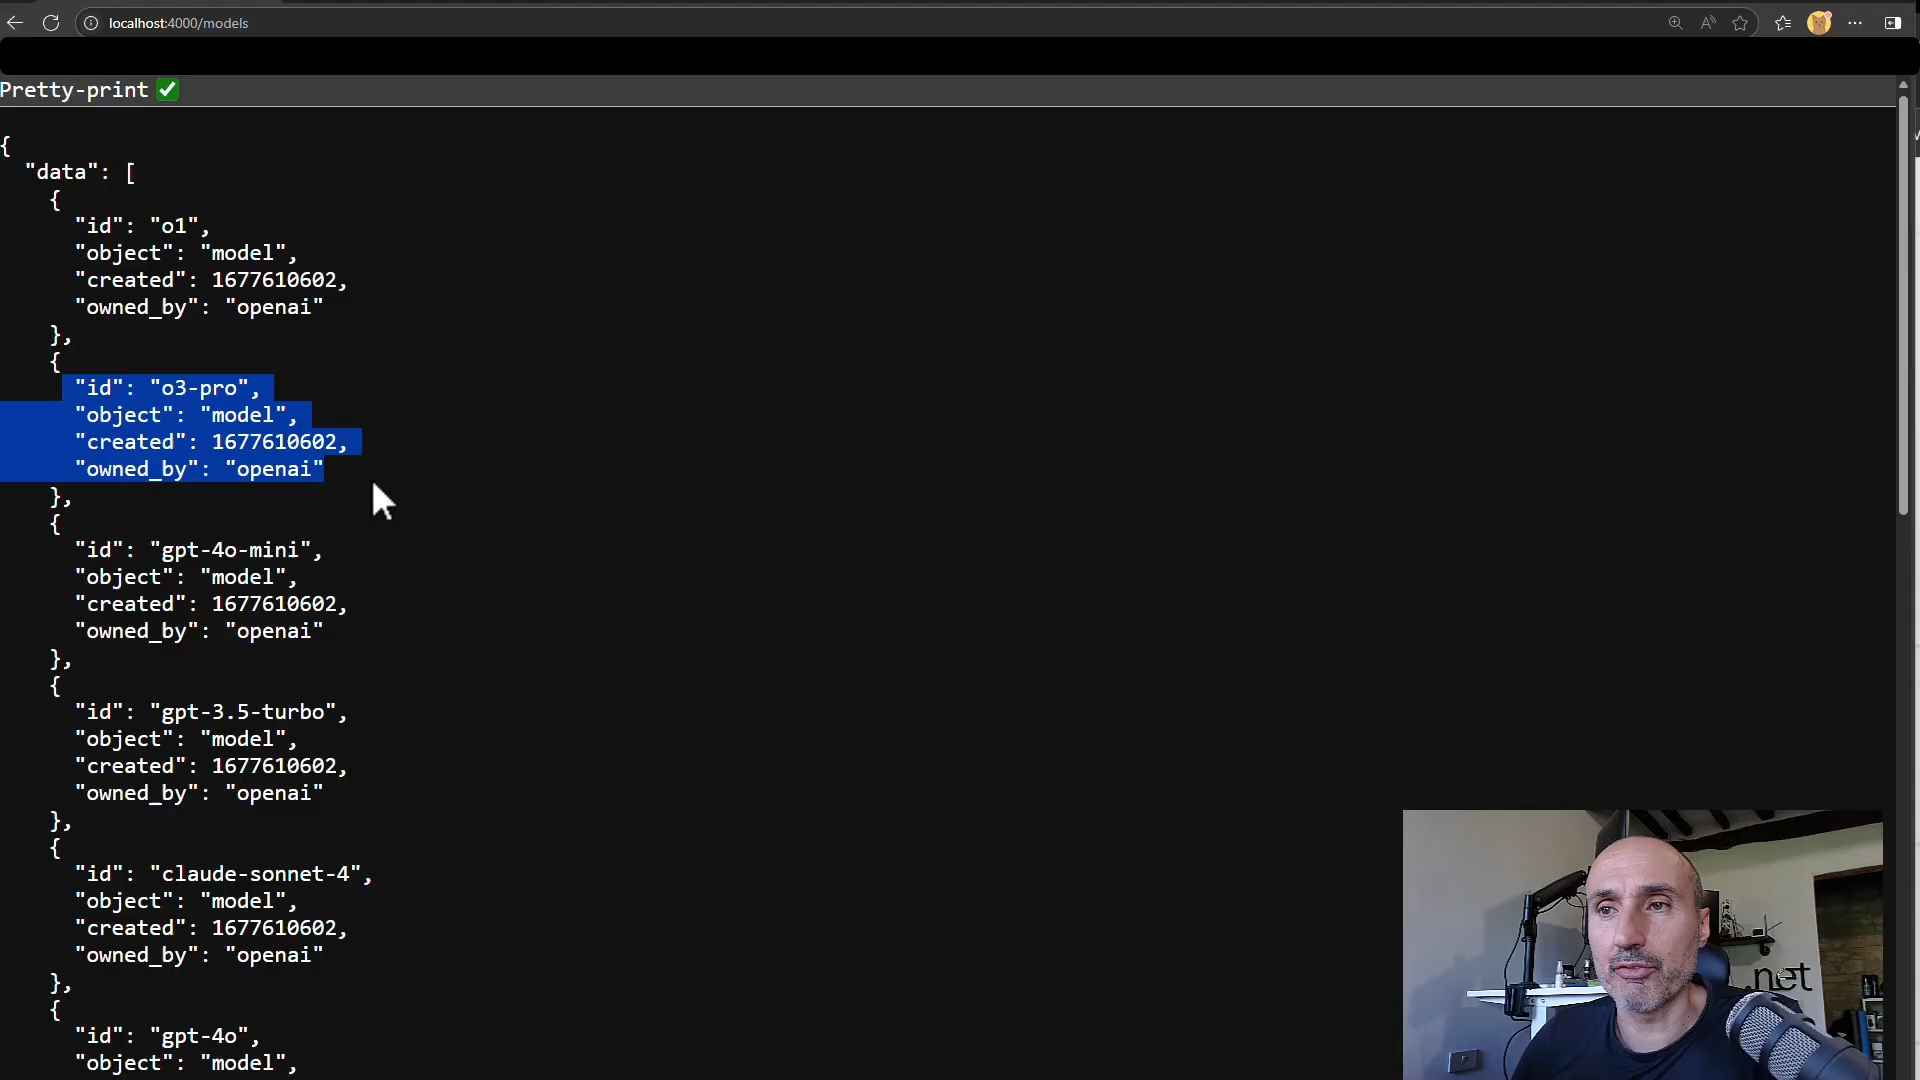 localhost:4000/models
Pretty-print
{
"data": [
{
"id": "o1",
"object": "model",
"created": 1677610602,
"owned_by": "openai"
},
{
"id": "o3-pro",
"object": "model",
"created": 1677610602,
"owned_by": "openai"
},
{
"id": "gpt-4o-mini",
"object": "model",
"created": 1677610602,
"owned_by": "openai"
},
{
"id": "gpt-3.5-turbo",
"object": "model",
"created": 1677610602,
"owned_by": "openai"
},
{
"id": "claude-sonnet-4",
"object": "model",
"created": 1677610602,
"owned_by": "openai"
},
{
"id": "gpt-4o",
"object": "model",
.net